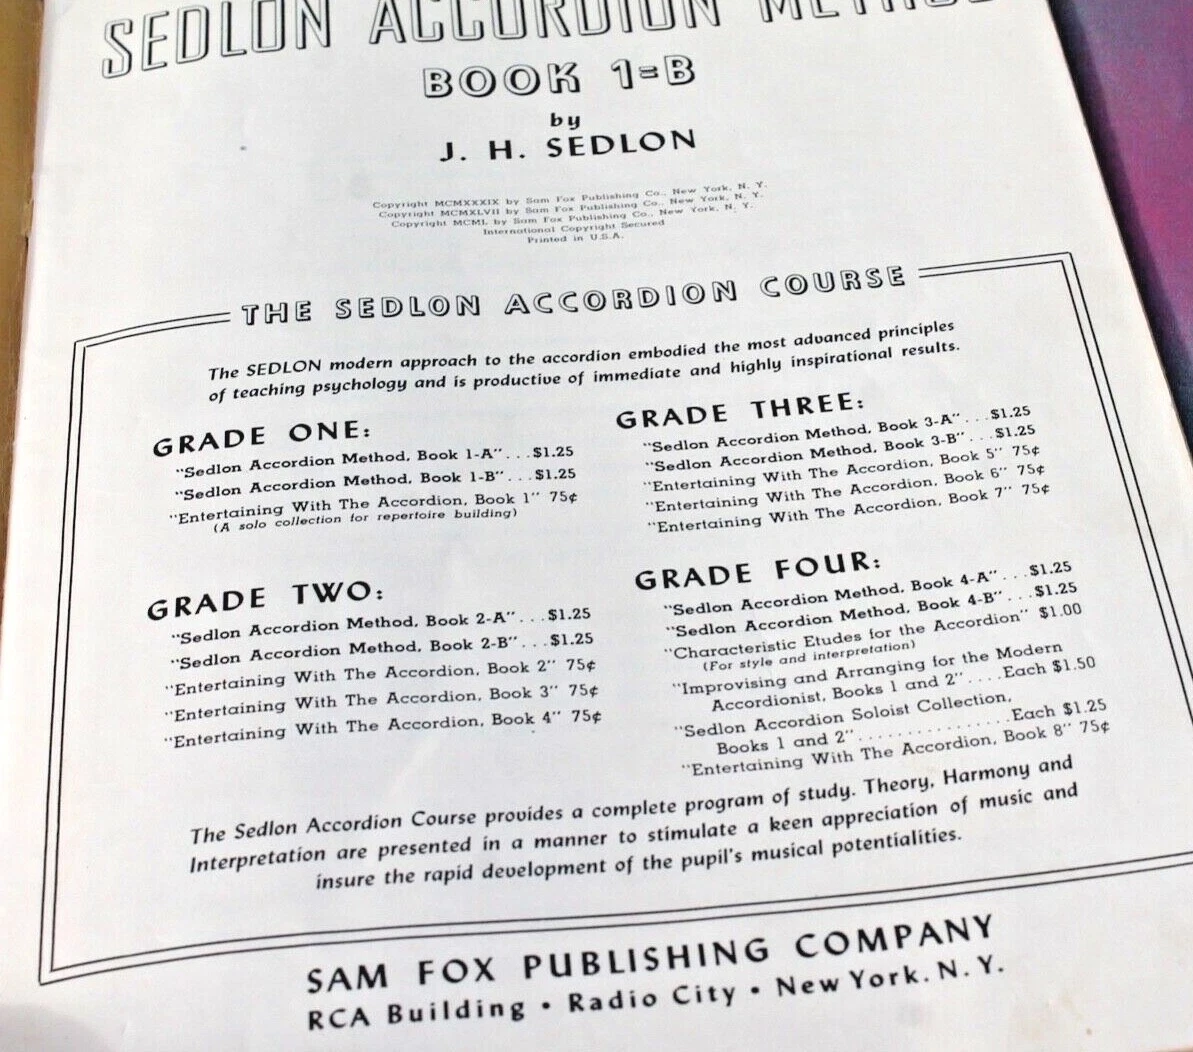 SEDLON ACCORDION METHOD
BOOK 1=B
by
J. H. SEDLON
Copyright MCMXXXIX by Sam Fox Publishing Co., New York, N. Y.
Copyright MCMXLVII by Sam Fox Publishing Co., New York, N. Y.
Copyright MCML by Sam Fox Publishing Co., New York, N. Y.
International Copyright Secured
Printed in U.S.A.
THE SEDLON ACCORDION COURSE
The SEDLON modern approach to the accordion embodied the most advanced principles
of teaching psychology and is productive of immediate and highly inspirational results.
GRADE ONE:
"Sedlon Accordion Method, Book 1-A" . . . $1.25
"Sedlon Accordion Method, Book 1-B" . . . $1.25
"Entertaining With The Accordion, Book 1" 75¢
(A solo collection for repertoire building)
GRADE TWO:
"Sedlon Accordion Method, Book 2-A" . . . $1.25
"Sedlon Accordion Method, Book 2-B" . . . $1.25
"Entertaining With The Accordion, Book 2" 75¢
"Entertaining With The Accordion, Book 3" 75¢
"Entertaining With The Accordion, Book 4" 75¢
GRADE THREE:
"Sedlon Accordion Method, Book 3-A" . . . $1.25
"Sedlon Accordion Method, Book 3-B" . . . $1.25
"Entertaining With The Accordion, Book 5" 75¢
"Entertaining With The Accordion, Book 6" 75¢
"Entertaining With The Accordion, Book 7" 75¢
GRADE FOUR:
"Sedlon Accordion Method, Book 4-A" . . . $1.25
"Sedlon Accordion Method, Book 4-B" . . . $1.25
"Characteristic Etudes for the Accordion" $1.00
(For style and interpretation)
"Improvising and Arranging for the Modern
Accordionist, Books 1 and 2" . . . . Each $1.50
"Sedlon Accordion Soloist Collection,
Books 1 and 2" . . . . . . . . . . . . . . . Each $1.25
"Entertaining With The Accordion, Book 8" 75¢
The Sedlon Accordion Course provides a complete program of study. Theory, Harmony and
Interpretation are presented in a manner to stimulate a keen appreciation of music and
insure the rapid development of the pupil's musical potentialities.
SAM FOX PUBLISHING COMPANY
RCA Building • Radio City • New York. N. Y.